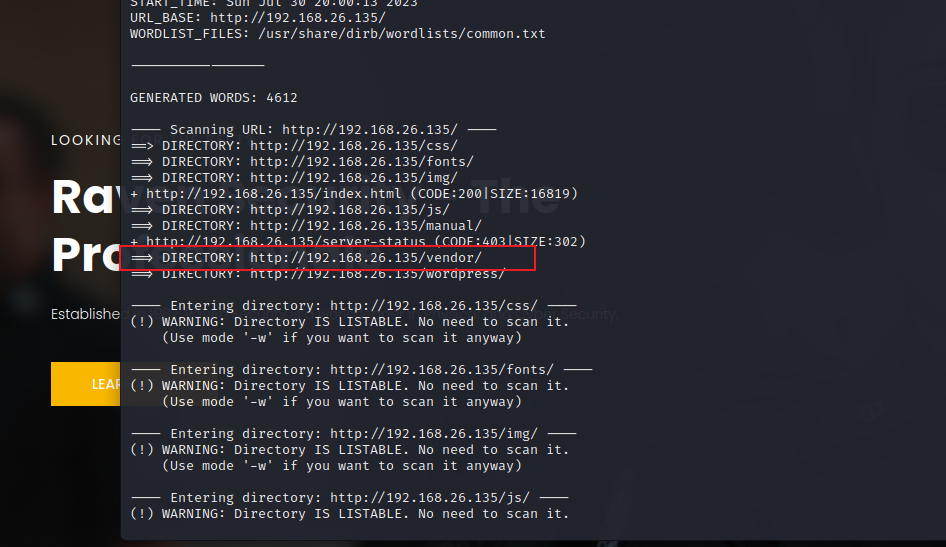 START_TIME: Sun Jul 30 20:00:13 2023
URL_BASE: http://192.168.26.135/
WORDLIST_FILES: /usr/share/dirb/wordlists/common.txt
-----------------
GENERATED WORDS: 4612
---- Scanning URL: http://192.168.26.135/ ----
==> DIRECTORY: http://192.168.26.135/css/
==> DIRECTORY: http://192.168.26.135/fonts/
==> DIRECTORY: http://192.168.26.135/img/
+ http://192.168.26.135/index.html (CODE:200|SIZE:16819)
==> DIRECTORY: http://192.168.26.135/js/
==> DIRECTORY: http://192.168.26.135/manual/
+ http://192.168.26.135/server-status (CODE:403|SIZE:302)
==> DIRECTORY: http://192.168.26.135/vendor/
==> DIRECTORY: http://192.168.26.135/wordpress/
---- Entering directory: http://192.168.26.135/css/ ----
(!) WARNING: Directory IS LISTABLE. No need to scan it.
(Use mode '-w' if you want to scan it anyway)
---- Entering directory: http://192.168.26.135/fonts/ ----
(!) WARNING: Directory IS LISTABLE. No need to scan it.
(Use mode '-w' if you want to scan it anyway)
---- Entering directory: http://192.168.26.135/img/ ----
(!) WARNING: Directory IS LISTABLE. No need to scan it.
(Use mode '-w' if you want to scan it anyway)
---- Entering directory: http://192.168.26.135/js/ ----
(!) WARNING: Directory IS LISTABLE. No need to scan it.
LOOKING
The
Established
Security.